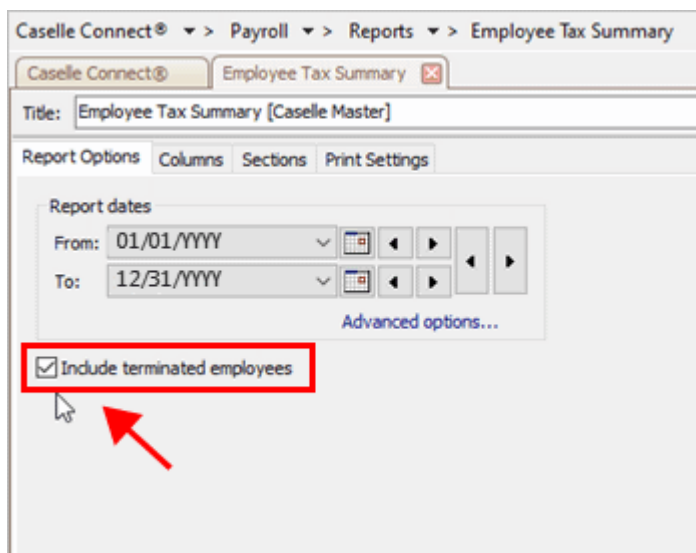 Caselle Connect® ▾ > Payroll ▾ > Reports ▾ > Employee Tax Summary
Caselle Connect® Employee Tax Summary
Title: Employee Tax Summary [Caselle Master]
Report Options Columns Sections Print Settings
Report dates
From: 01/01/YYYY
To: 12/31/YYYY
Advanced options...
Include terminated employees